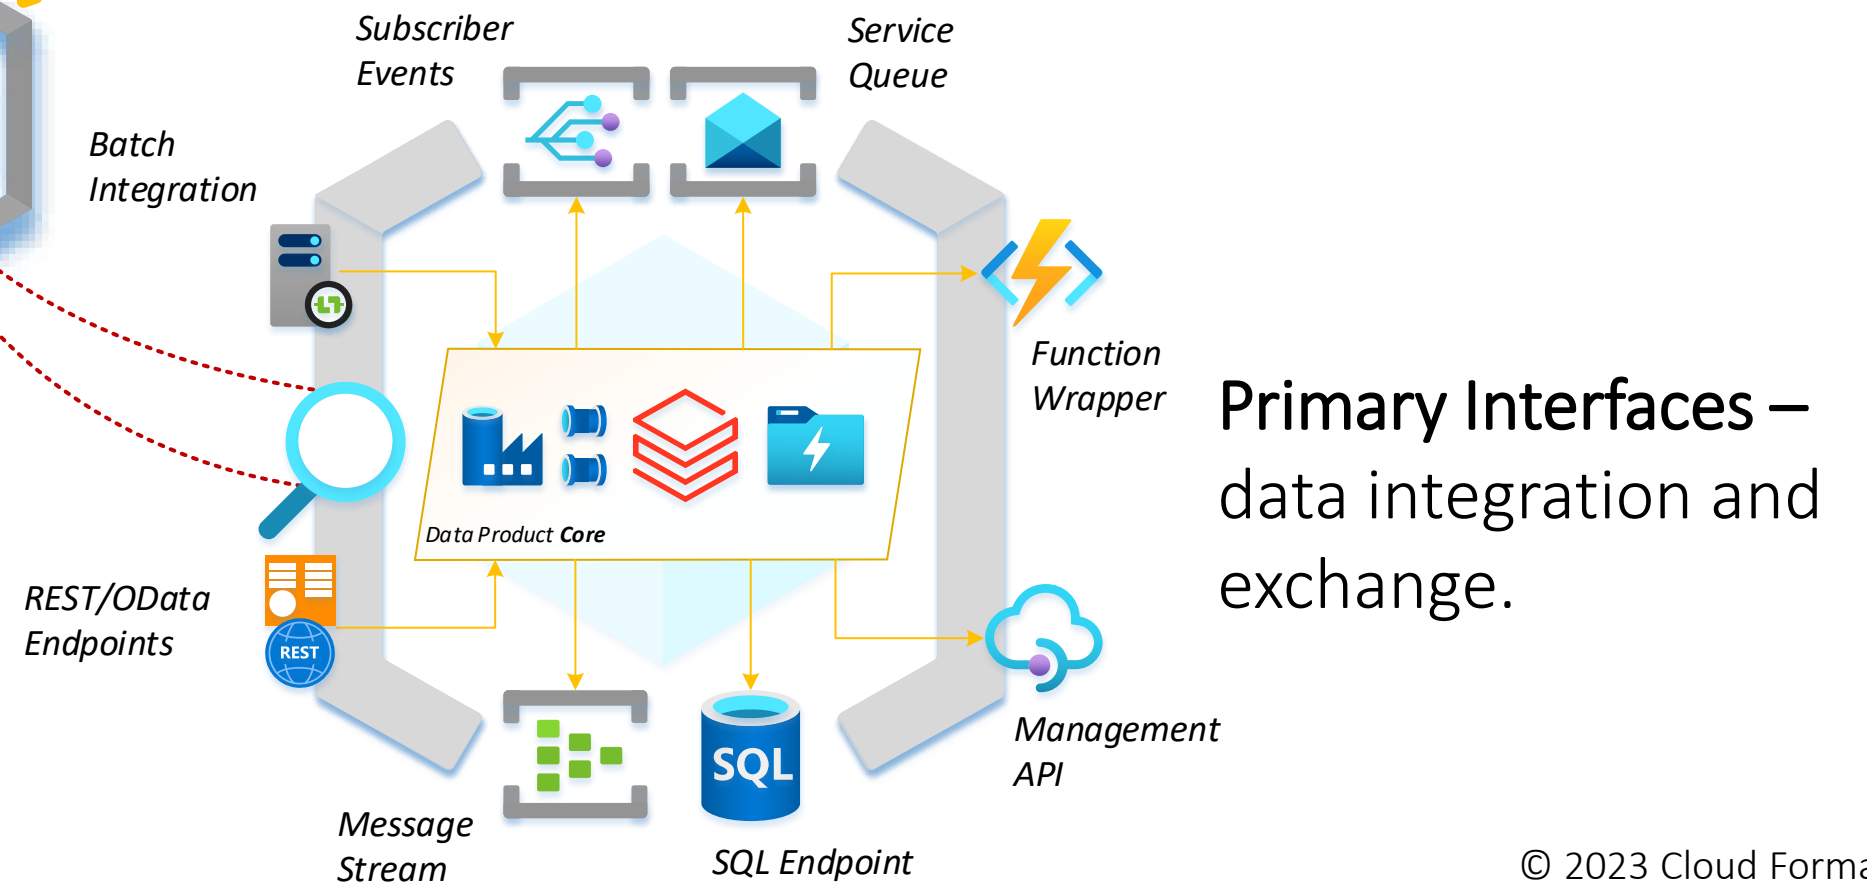 Subscriber
Events
Service
Queue
Batch
Integration
Function
Wrapper
Primary Interfaces –
data integration and
exchange.
Data Product Core
REST/OData
Endpoints
REST
SQL
Management
API
Message
Stream
SQL Endpoint
© 2023 Cloud Forma